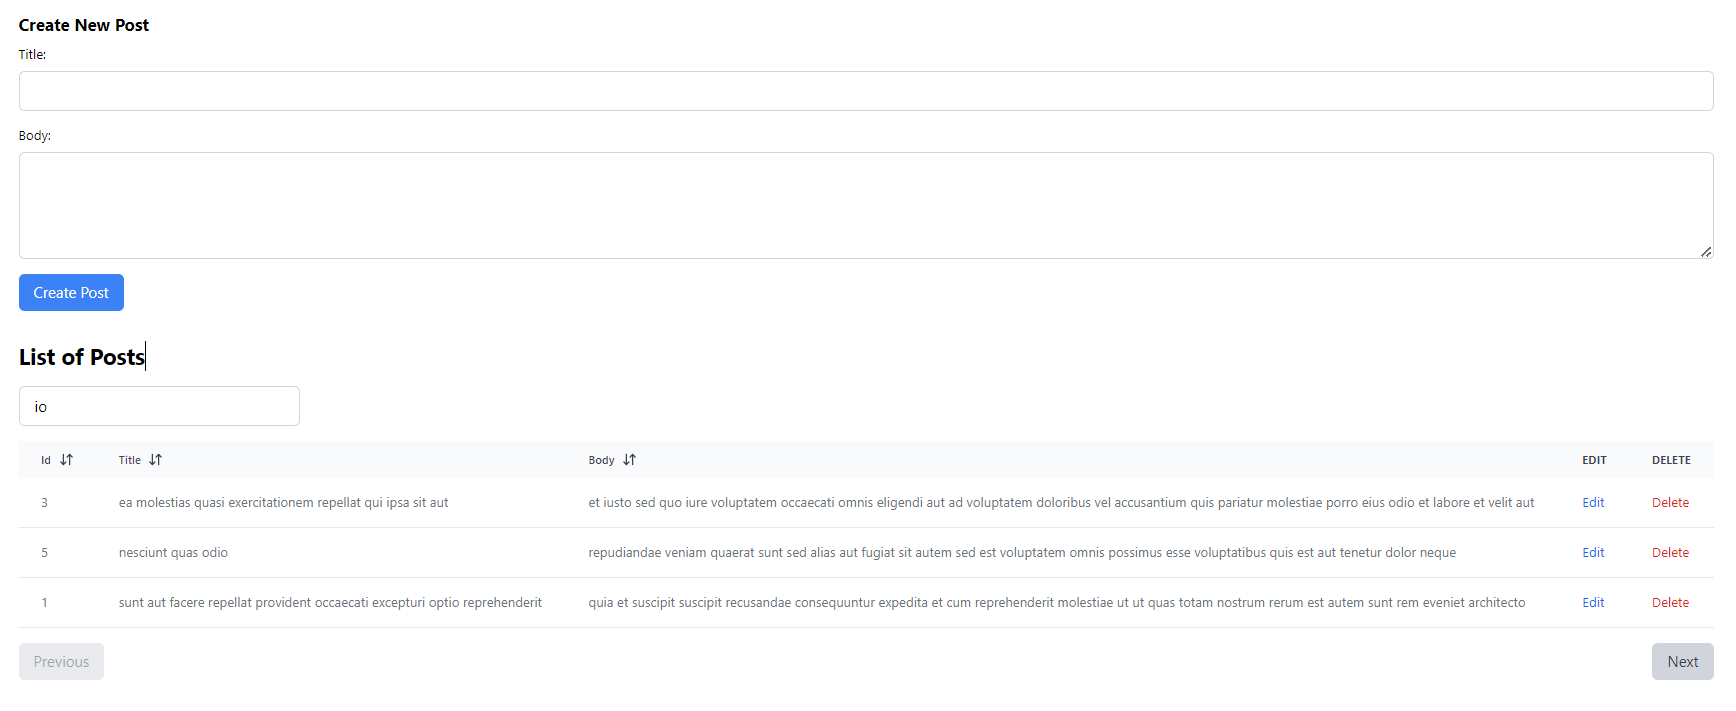 Create New Post
Title:
Body:
Create Post
List of Posts
io
Id Title Body EDIT DELETE
3 ea molestias quasi exercitationem repellat qui ipsa sit aut et iusto sed quo iure voluptatem occaecati omnis eligendi aut ad voluptatem doloribus vel accusantium quis pariatur molestiae porro eius odio et labore et velit aut Edit Delete
5 nesciunt quas odio repudiandae veniam quaerat sunt sed alias aut fugiat sit autem sed est voluptatem omnis possimus esse voluptatibus quis est aut tenetur dolor neque Edit Delete
1 sunt aut facere repellat provident occaecati excepturi optio reprehenderit quia et suscipit suscipit recusandae consequuntur expedita et cum reprehenderit molestiae ut ut quas totam nostrum rerum est autem sunt rem eveniet architecto Edit Delete
Previous Next